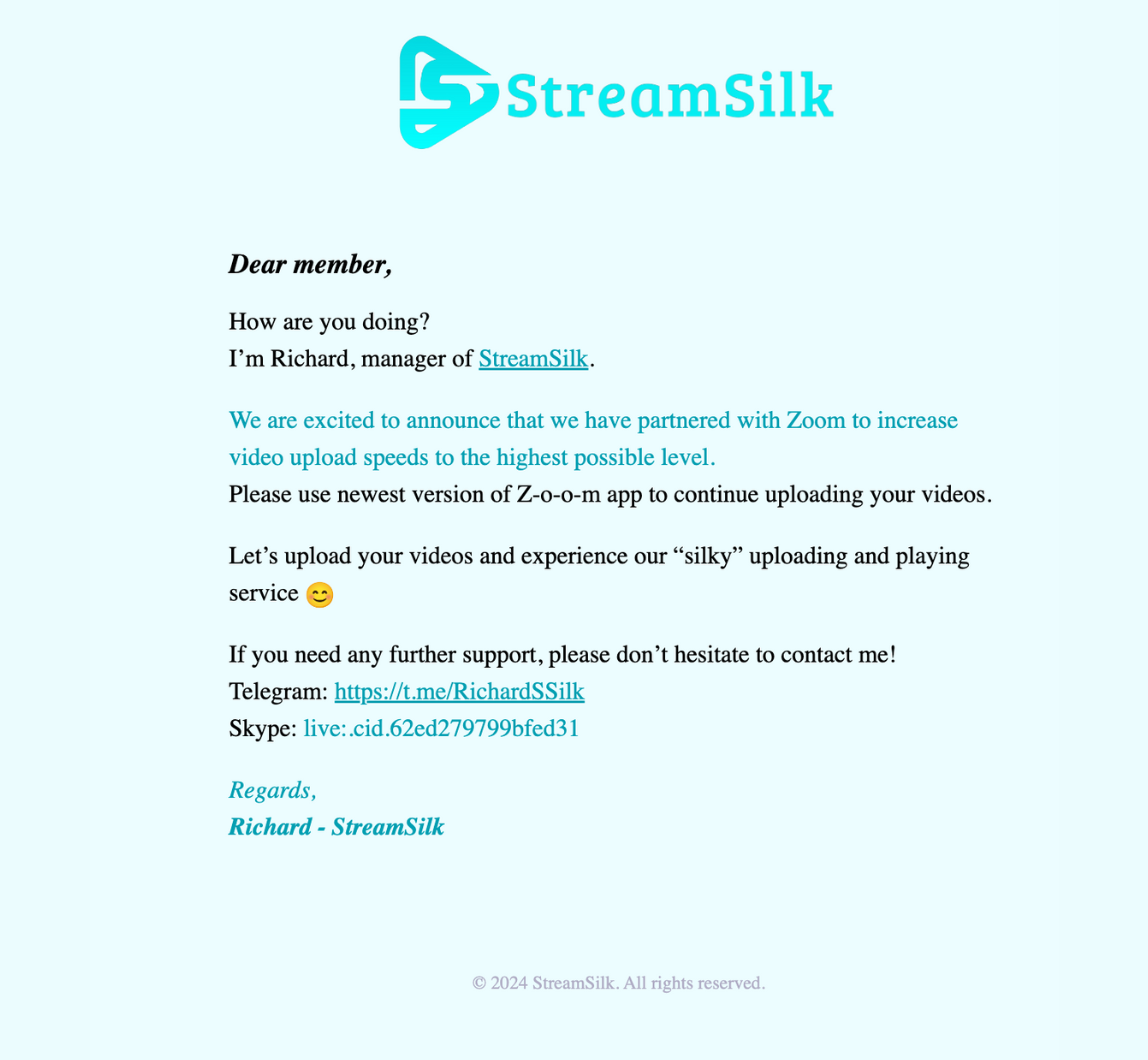 StreamSilk
Dear member,
How are you doing?
I’m Richard, manager of StreamSilk.
We are excited to announce that we have partnered with Zoom to increase
video upload speeds to the highest possible level.
Please use newest version of Z-o-o-m app to continue uploading your videos.
Let’s upload your videos and experience our “silky” uploading and playing
service 😊
If you need any further support, please don’t hesitate to contact me!
Telegram: https://t.me/RichardSSilk
Skype: live:.cid.62ed279799bfed31
Regards,
Richard - StreamSilk
© 2024 StreamSilk. All rights reserved.